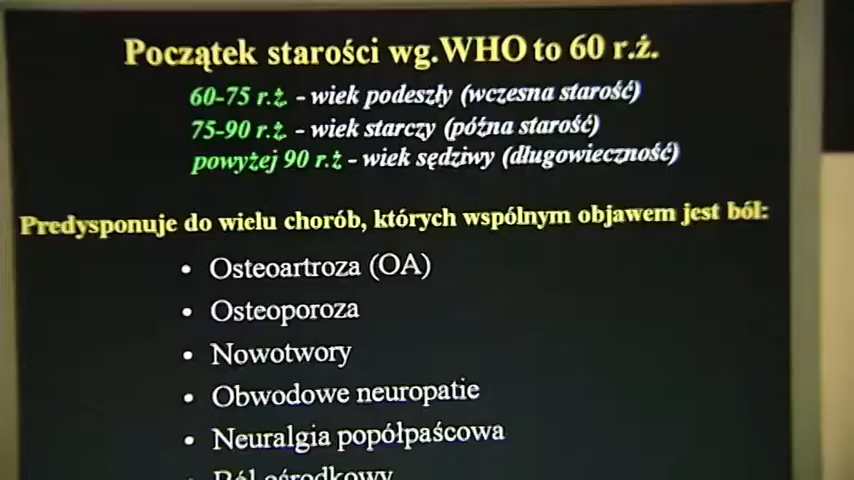 Początek starości wg.WHO to 60 r.ż.
60-75 r.ż. - wiek podeszły (wczesna starość)
75-90 r.ż. - wiek starczy (późna starość)
powyżej 90 r.ż - wiek sędziwy (długowieczność)
Predysponuje do wielu chorób, których wspólnym objawem jest ból:
• Osteoartroza (OA)
• Osteoporoza
• Nowotwory
• Obwodowe neuropatie
• Neuralgia popółpaścowa
Ból ośrodkowy